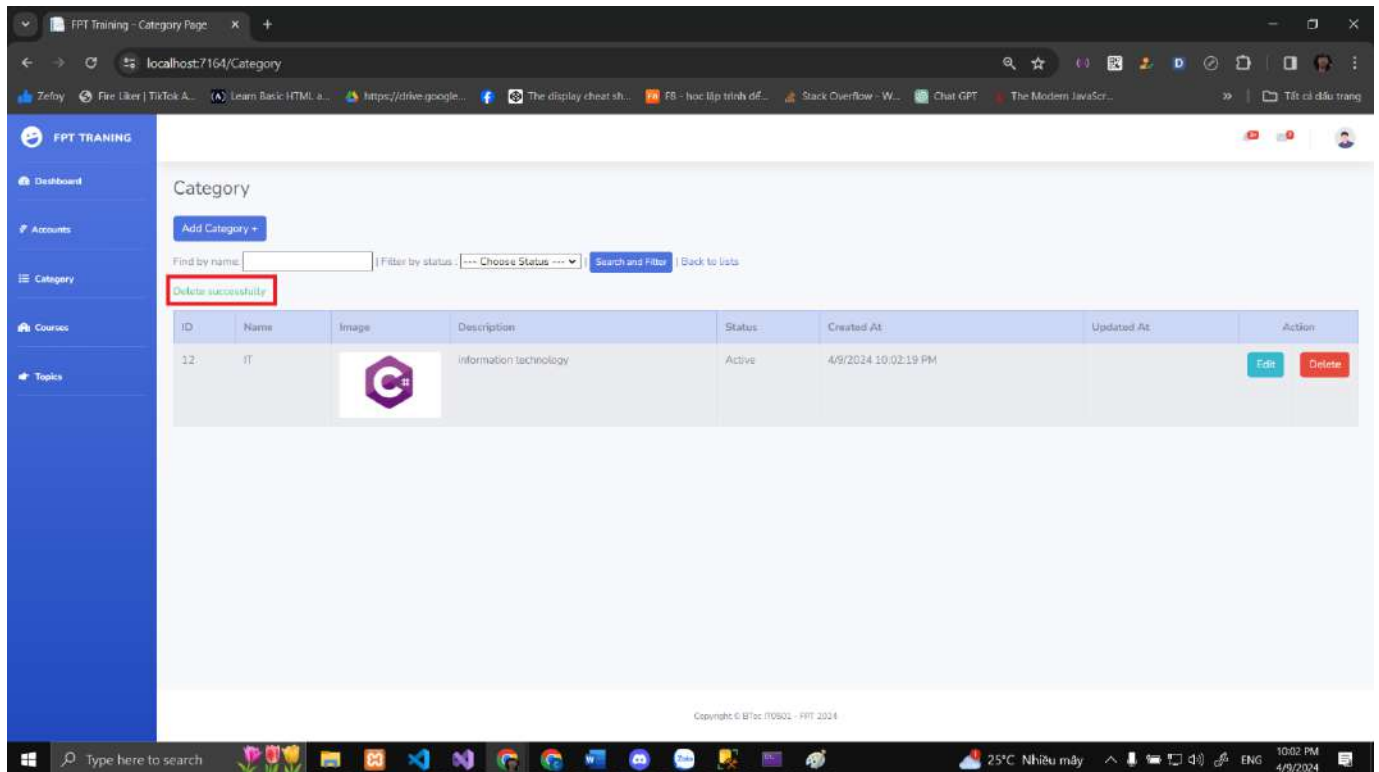 FPT Training - Category Page
localhost:7164/Category
Zefoy Fire Liker | TikTok A... Learn Basic HTML a... https://drive.google... The display cheat sh... F8 - học lập trình để... Stack Overflow - W... Chat GPT The Modern JavaScr... » Tất cả dấu trang
FPT TRANING
Dashboard
Accounts
Category
Courses
Topics
Category
Add Category +
Find by name | Filter by status : --- Choose Status --- | Search and Filter | Back to lists
Delete successfully
ID Name Image Description Status Created At Updated At Action
12 IT C# information technology Active 4/9/2024 10:02:19 PM Edit Delete
Copyright © BTec - FPT 2024
Type here to search Zalo 25°C Nhiều mây ENG 10:02 PM
4/9/2024